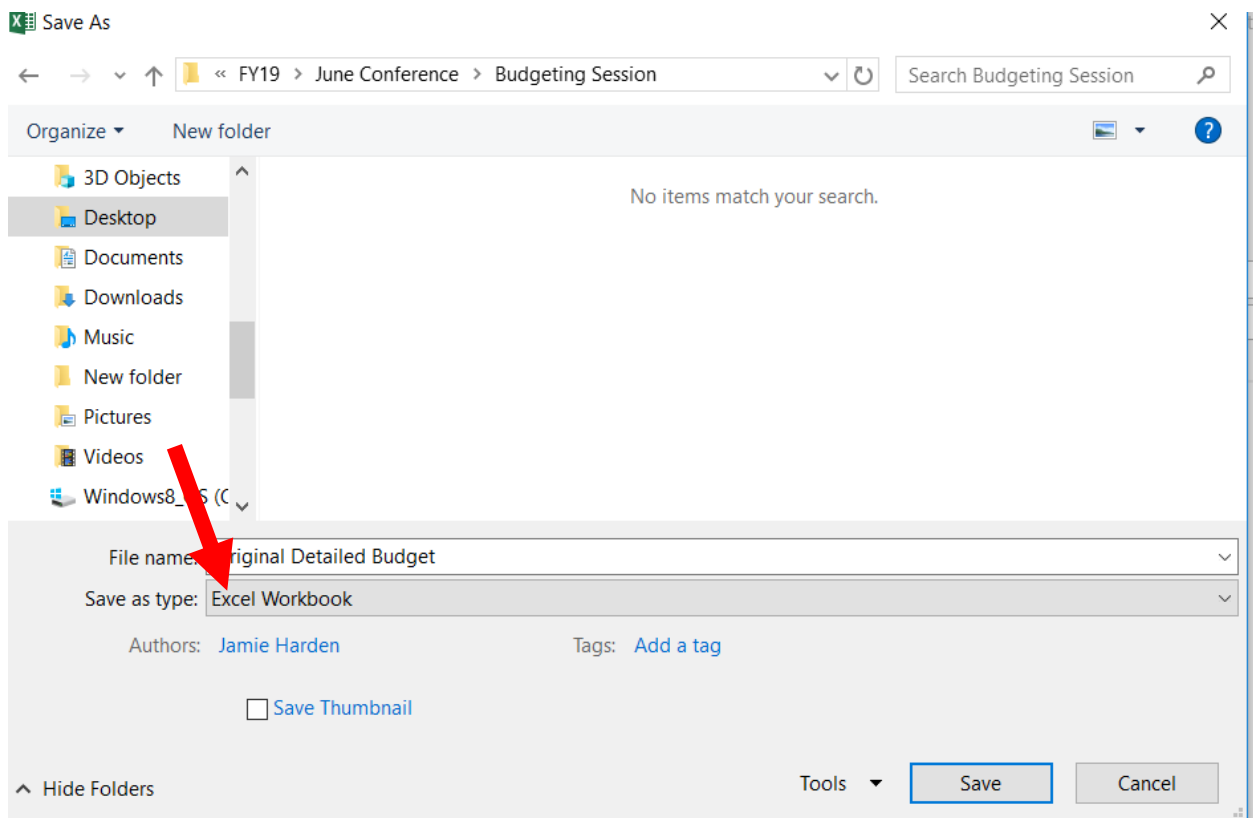 Save As
« FY19 > June Conference > Budgeting Session
Search Budgeting Session
Organize
New folder
?
3D Objects
No items match your search.
Desktop
Documents
Downloads
Music
New folder
Pictures
Videos
(C
File name:
Detailed Budget
Save as type: Excel Workbook
Authors: Jamie Harden
Tags: Add a tag
Save Thumbnail
Hide Folders
Tools
Save
Cancel